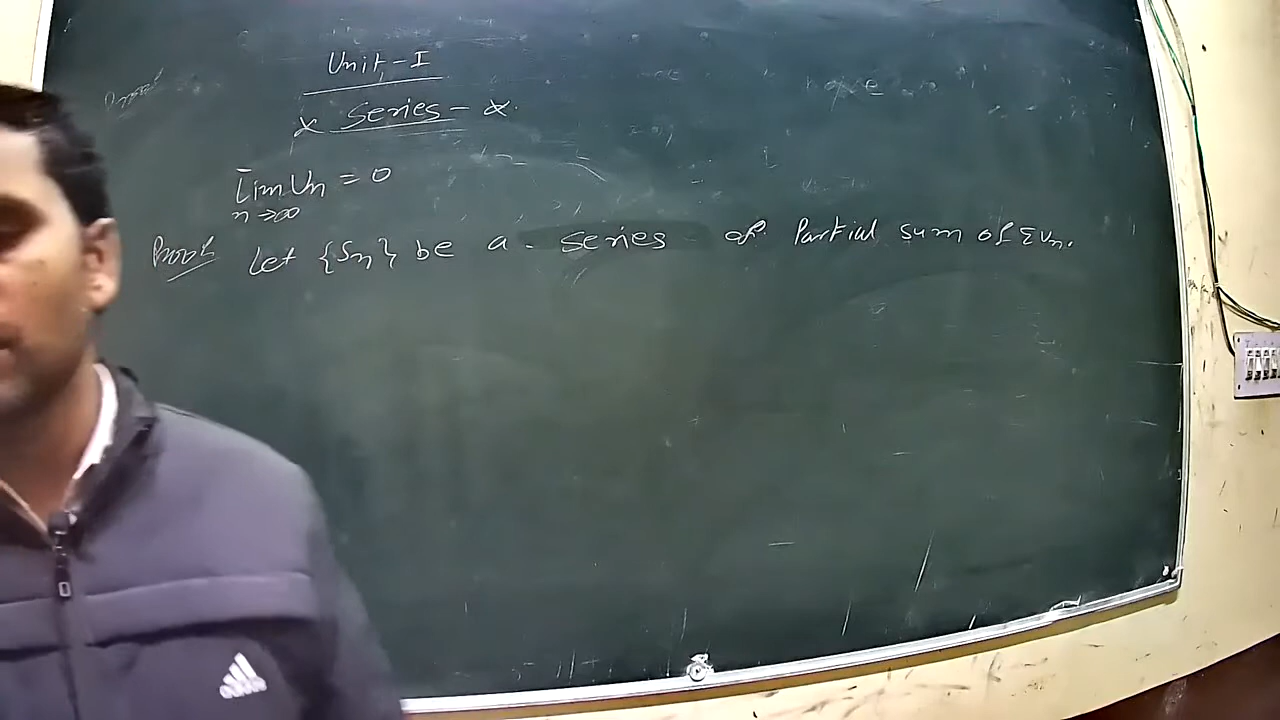 Unit-I
x Series - x.
Lim Un = 0
n→∞
Proof Let {Sn} be a. series of Partial sum of ΣUn.